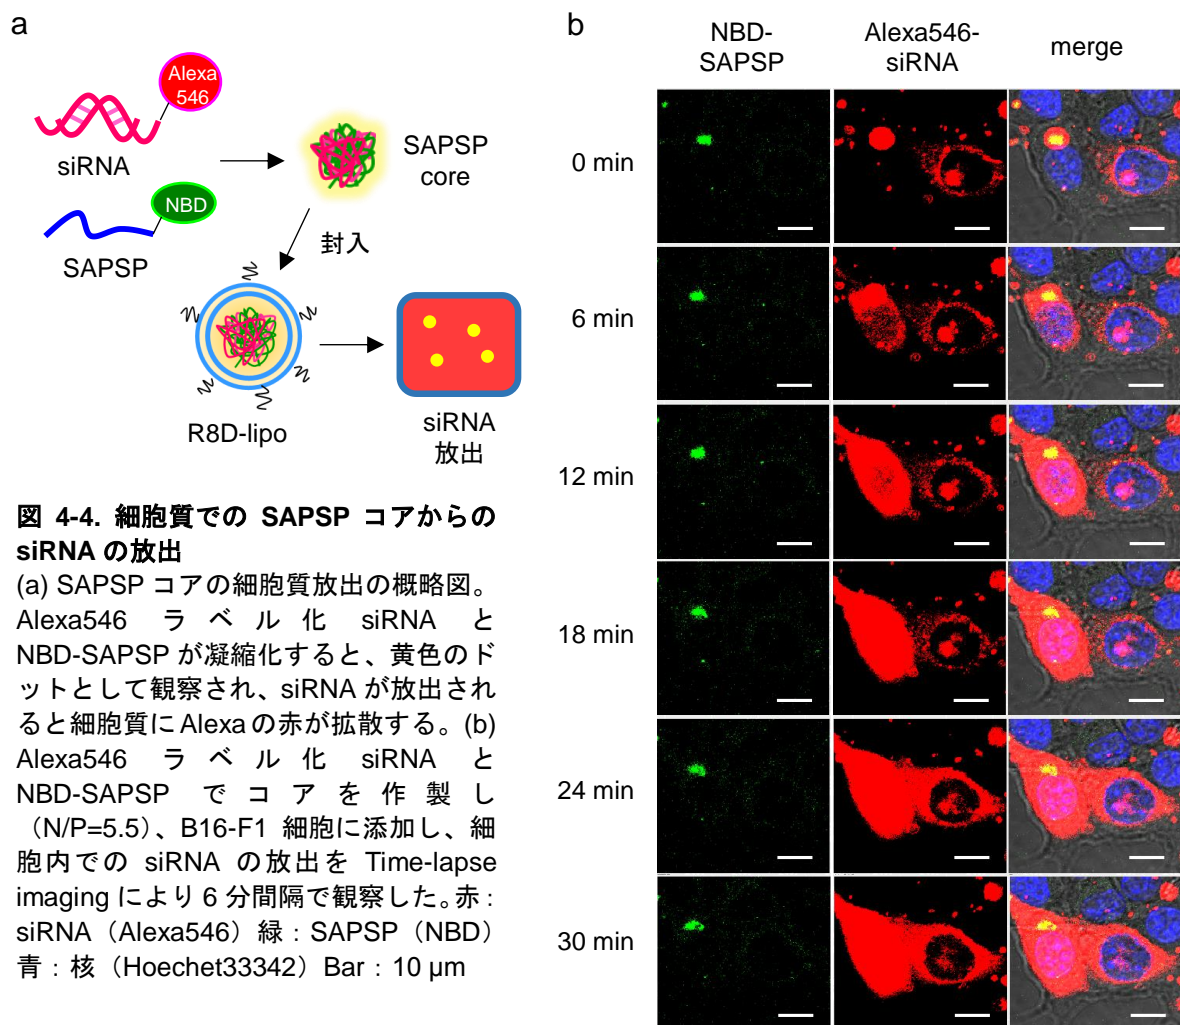 a
Alexa
546
siRNA
NBD
SAPSP
SAPSP
core
封入
R8D-lipo
siRNA
放出
図 4-4. 細胞質での SAPSP コアからの
siRNA の放出
(a) SAPSP コアの細胞質放出の概略図。
Alexa546 ラベル化 siRNA と
NBD-SAPSP が凝縮化すると、黄色のド
ットとして観察され、siRNA が放出され
ると細胞質に Alexa の赤が拡散する。(b)
Alexa546 ラベル化 siRNA と
NBD-SAPSP でコアを作製し
（N/P=5.5）、B16-F1 細胞に添加し、細
胞内での siRNA の放出を Time-lapse
imaging により 6 分間隔で観察した。赤：
siRNA（Alexa546）緑：SAPSP（NBD）
青：核（Hoechet33342）Bar：10 µm
b
NBD-
SAPSP
Alexa546-
siRNA
merge
0 min
6 min
12 min
18 min
24 min
30 min